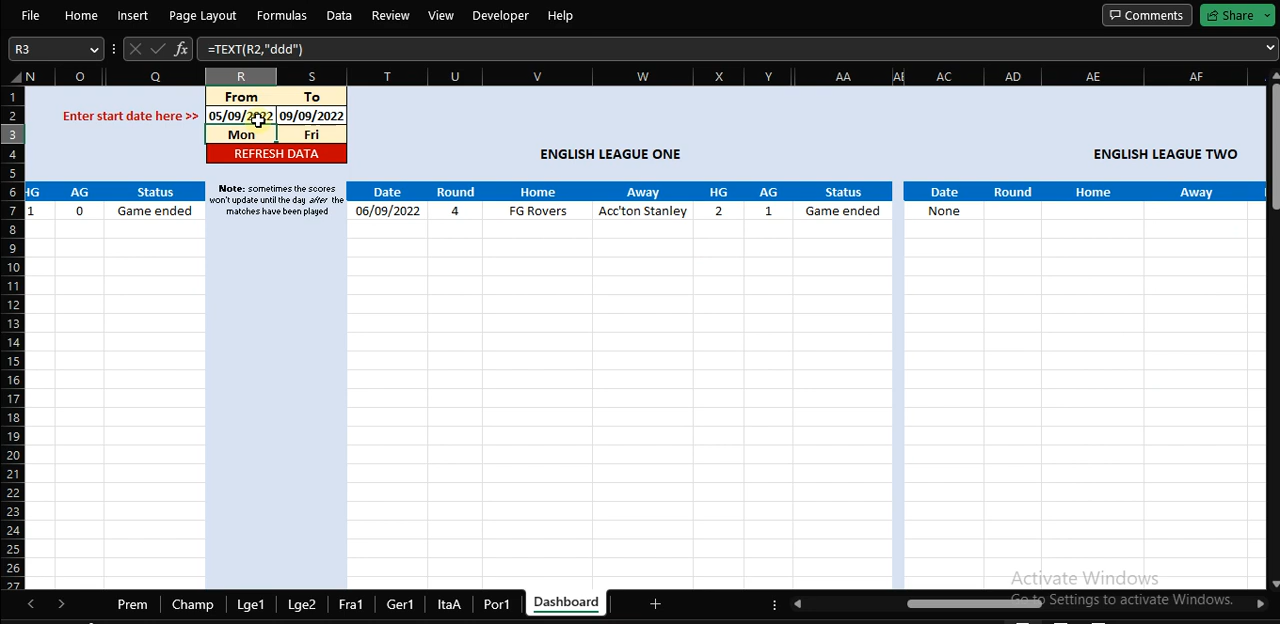 File Home Insert Page Layout Formulas Data Review View Developer Help Comments Share
R3 fx =TEXT(R2,"ddd")
N O Q R S T U V W X Y AA AC AD AE AF
1 From To
2 Enter start date here >> 05/09/2022 09/09/2022
3 Mon Fri
4 REFRESH DATA ENGLISH LEAGUE ONE ENGLISH LEAGUE TWO
5
6 HG AG Status Note: sometimes the scores Date Round Home Away HG AG Status Date Round Home Away
won't update until the day after the
7 1 0 Game ended matches have been played 06/09/2022 4 FG Rovers Acc'ton Stanley 2 1 Game ended None
8
9
10
11
12
13
14
15
16
17
18
19
20
21
22
23
24
25
26
27
Activate Windows
Go to Settings to activate Windows.
Prem Champ Lge1 Lge2 Fra1 Ger1 ItaA Por1 Dashboard